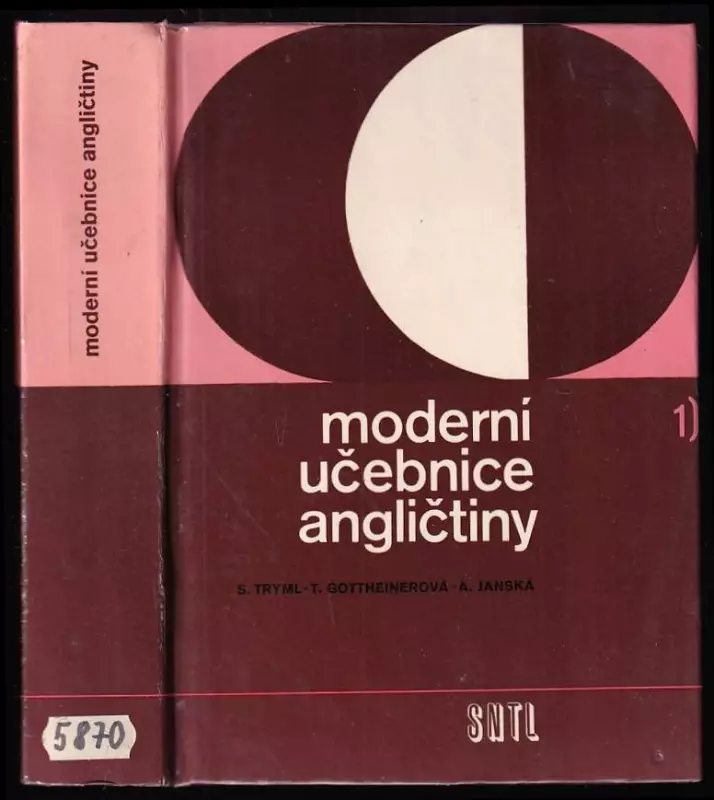 moderní učebnice angličtiny
5870
moderní
učebnice
angličtiny
1)
S. TRYML · T. GOTTHEINEROVÁ · A. JANSKÁ
SNTL